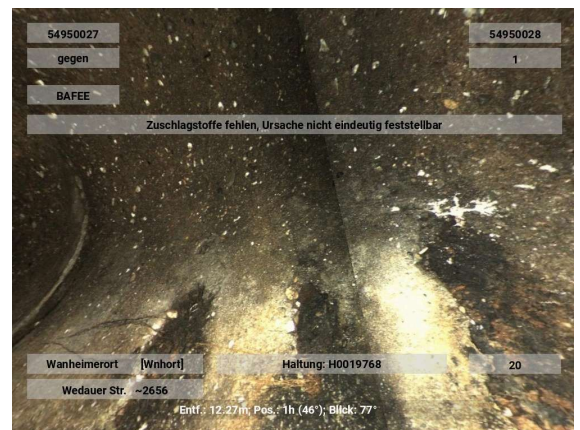 54950027 54950028
gegen 1
BAFEE
Zuschlagstoffe fehlen, Ursache nicht eindeutig feststellbar
Wanheimerort [Wnhort] Haltung: H0019768 20
Wedauer Str. ~2656
Entf.: 12.27m; Pos.: 1h (46°); Blick: 77°